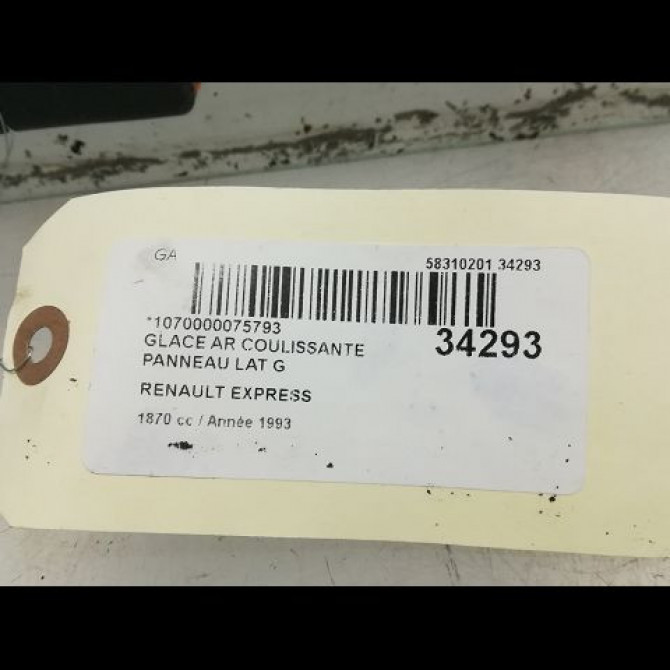 GA
58310201 34293
*1070000075793
34293
GLACE AR COULISSANTE
PANNEAU LAT G
RENAULT EXPRESS
1870 cc / Année 1993